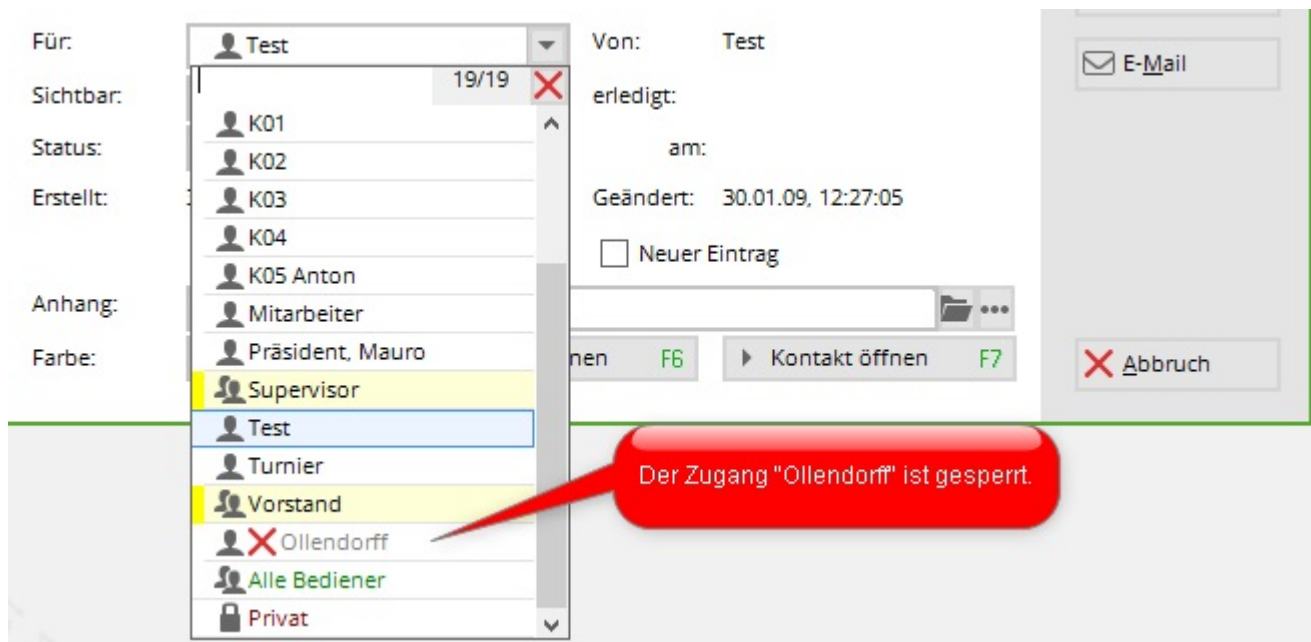 Für:
Test
Von:
Test
E-Mail
19/19
Sichtbar:
erledigt:
K01
Status:
K02
am:
Erstellt:
K03
Geändert:
30.01.09, 12:27:05
K04
Neuer Eintrag
K05 Anton
Anhang:
Mitarbeiter
Farbe:
Präsident, Mauro
nen
F6
Kontakt öffnen
F7
Abbruch
Supervisor
Test
Turnier
Der Zugang "Ollendorff" ist gesperrt.
Vorstand
Ollendorff
Alle Bediener
Privat